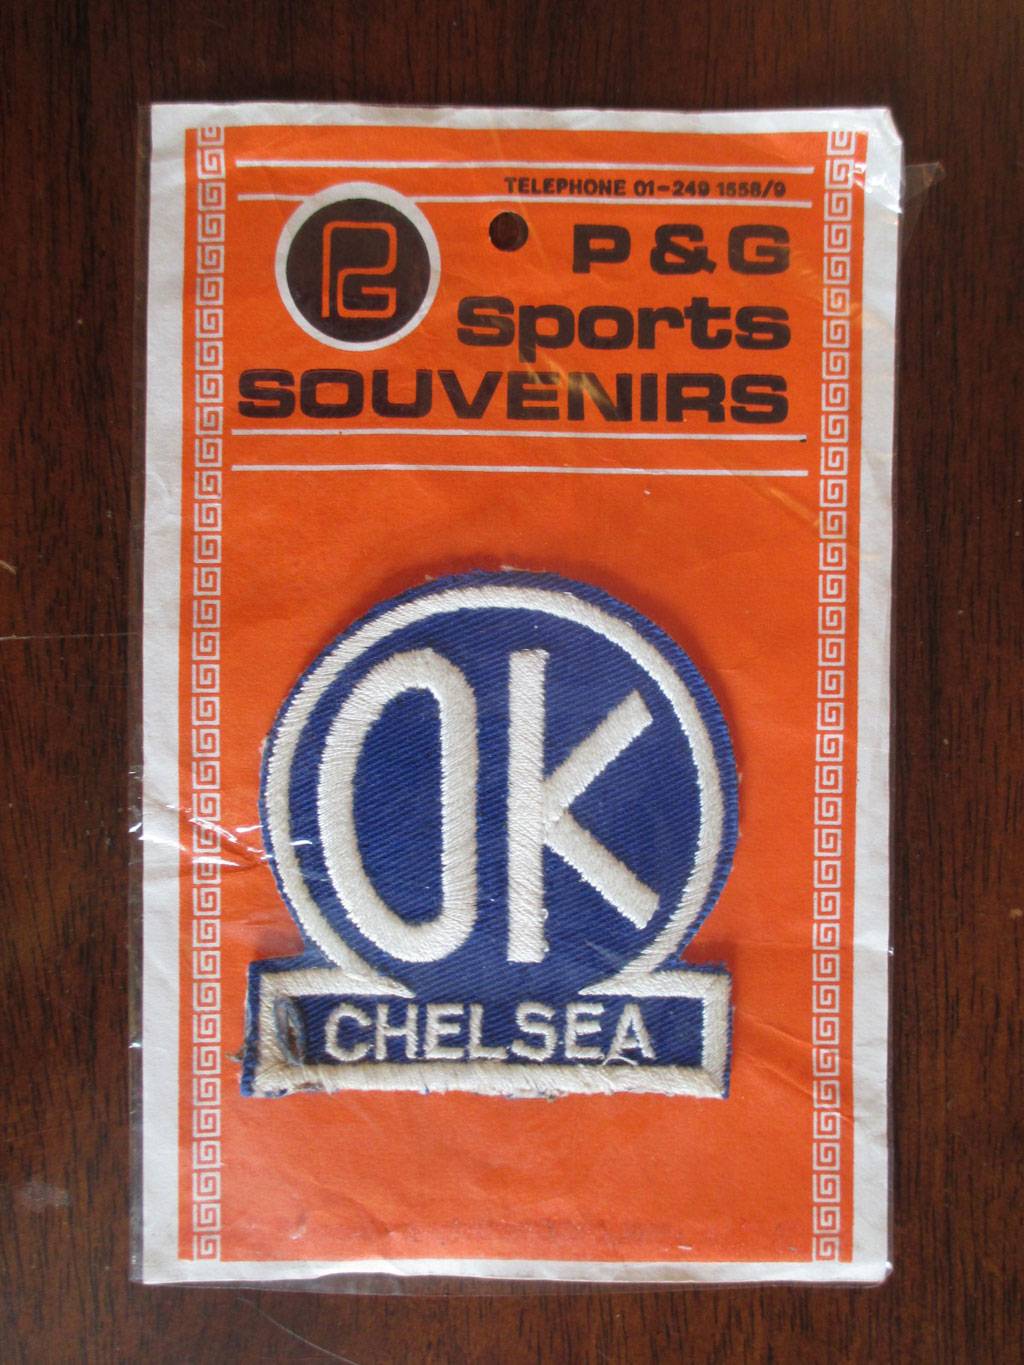 TELEPHONE 01-249 1558/9
PG
P & G
Sports
SOUVENIRS
OK
CHELSEA